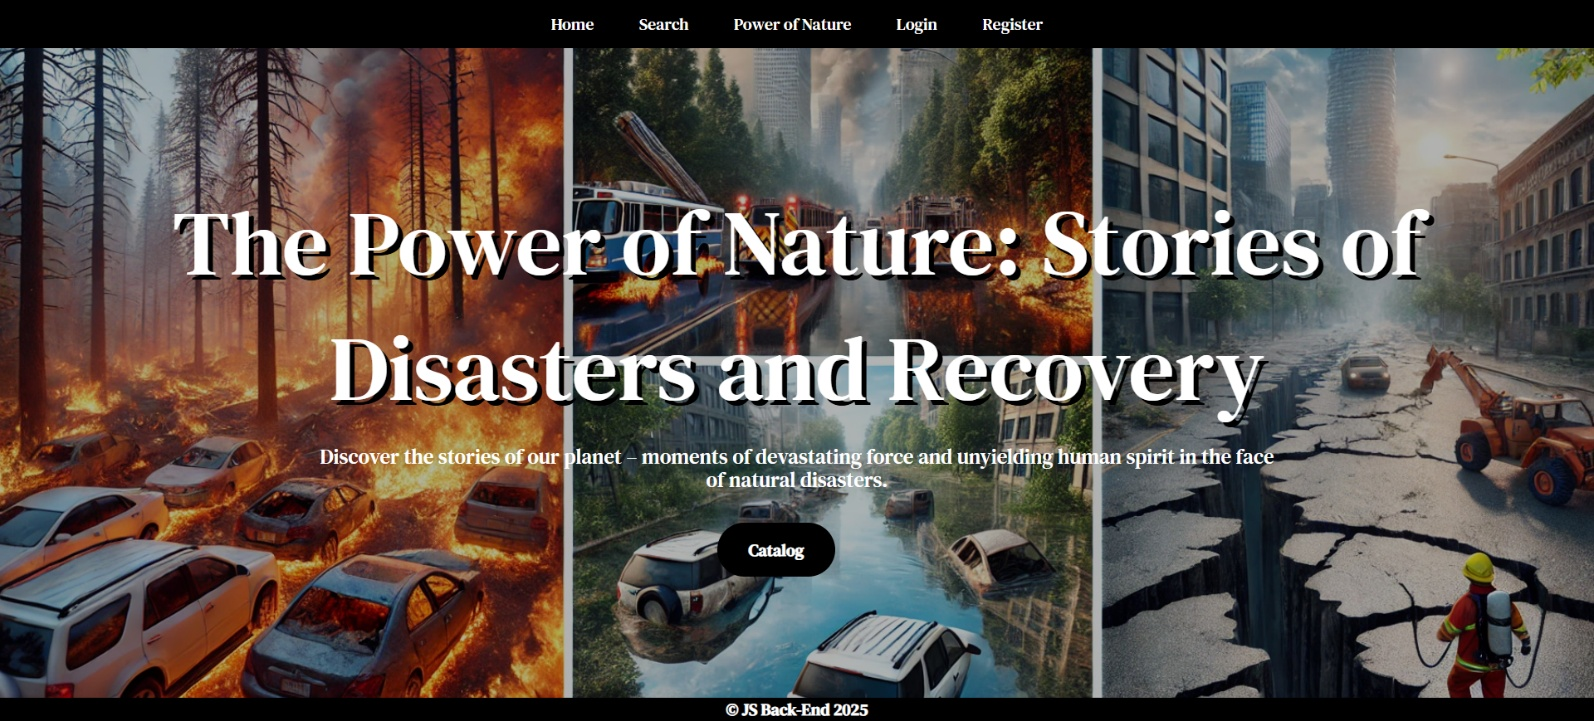 Home Search Power of Nature Login Register
The Power of Nature: Stories of
Disasters and Recovery
Discover the stories of our planet – moments of devastating force and unyielding human spirit in the face
of natural disasters.
Catalog
© JS Back-End 2025